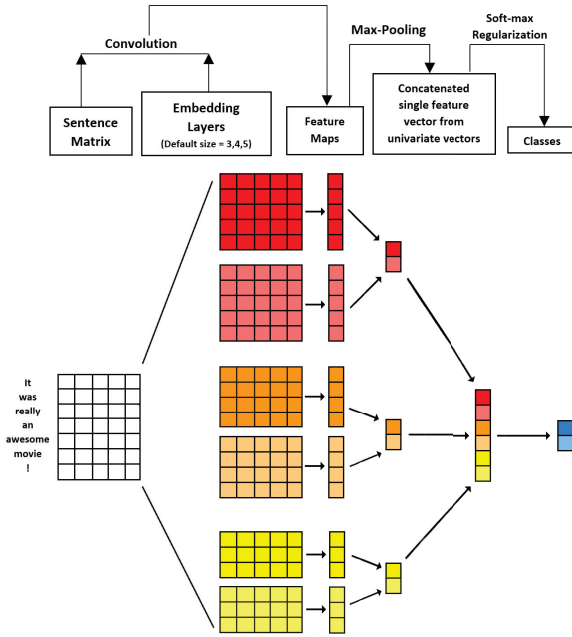 Convolution
Max-Pooling
Soft-max
Regularization
Sentence
Matrix
Embedding
Layers
(Default size = 3,4,5)
Feature
Maps
Concatenated
single feature
vector from
univariate vectors
Classes
It
was
really
an
awesome
movie
!